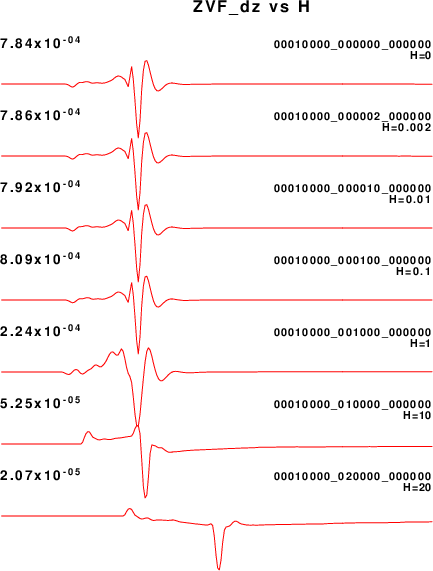 ZVF_dz vs H
7.84x10-04 00010000_000000_000000
H=0
7.86x10-04 00010000_000002_000000
H=0.002
7.92x10-04 00010000_000010_000000
H=0.01
8.09x10-04 00010000_000100_000000
H=0.1
2.24x10-04 00010000_001000_000000
H=1
5.25x10-05 00010000_010000_000000
H=10
2.07x10-05 00010000_020000_000000
H=20